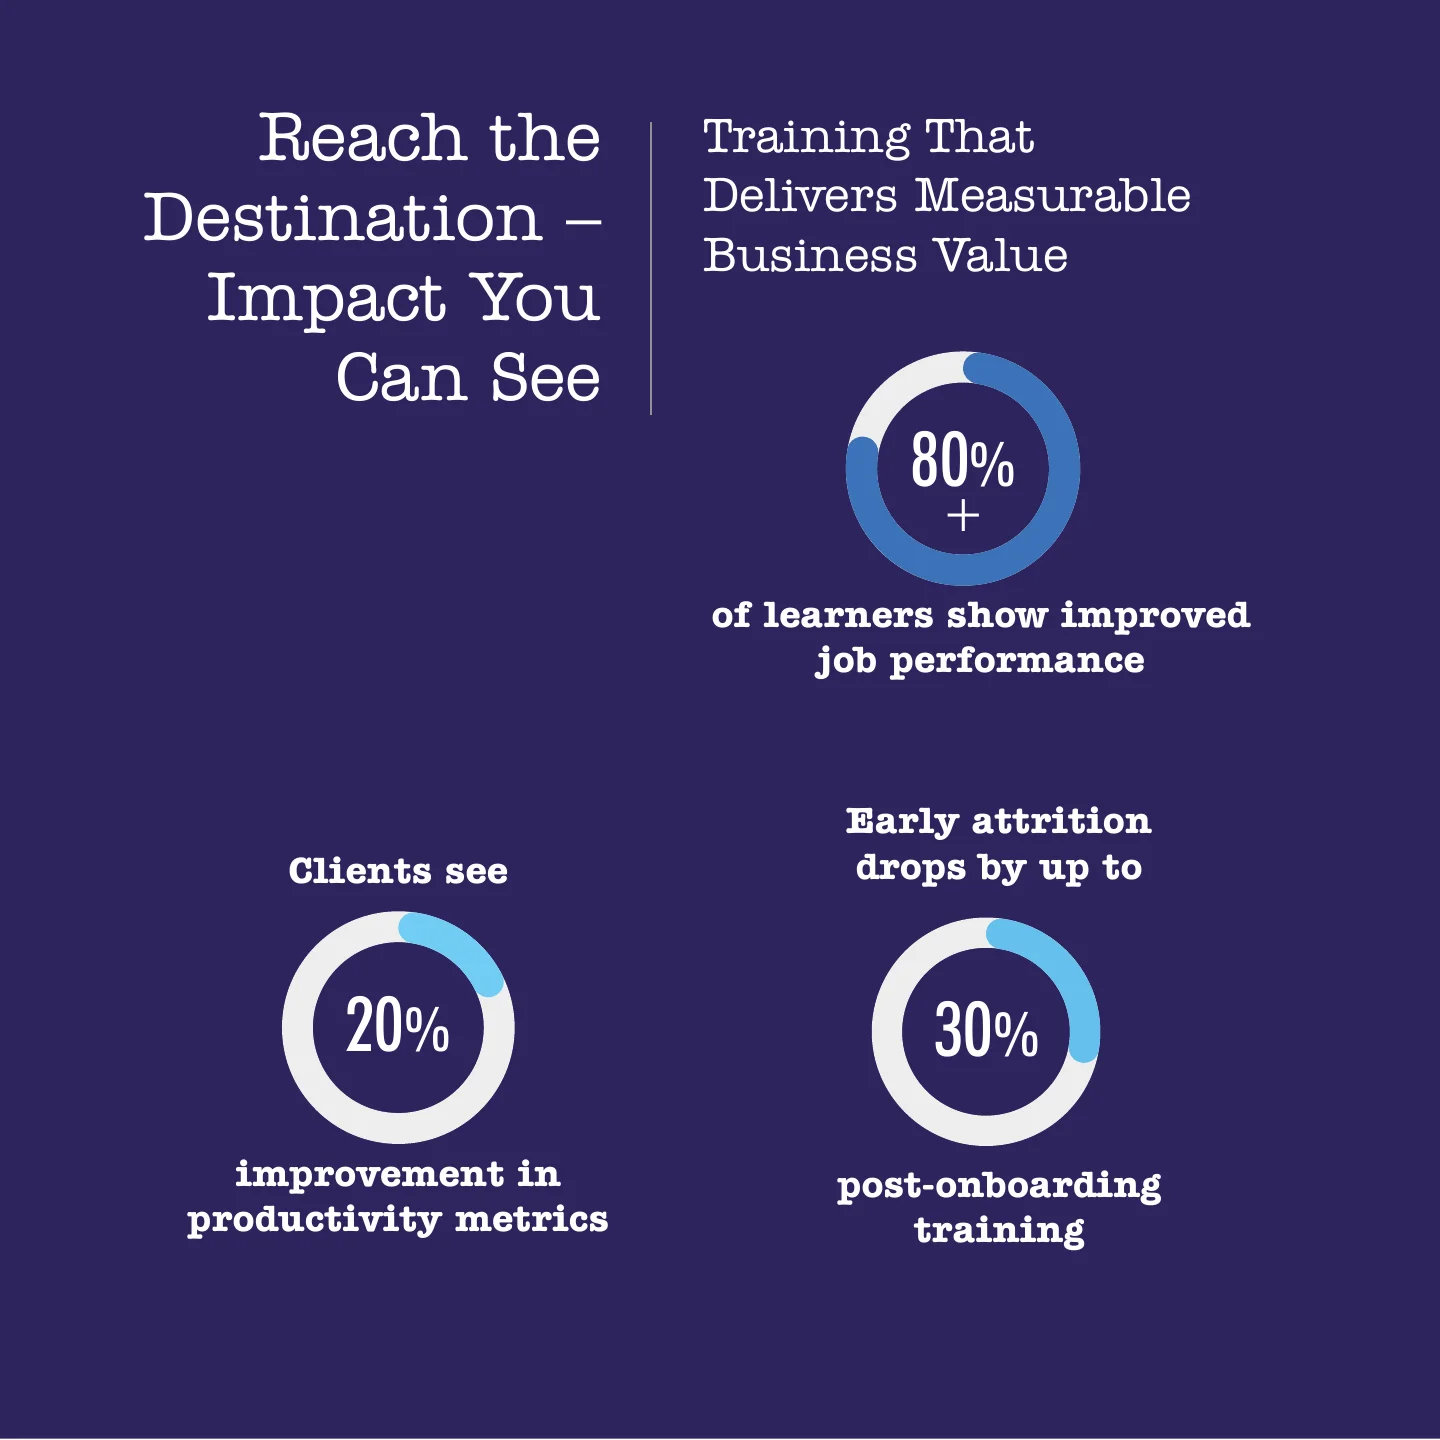 Reach the
Destination –
Impact You
Can See
Training That
Delivers Measurable
Business Value
80%
+
of learners show improved
job performance
Clients see
20%
improvement in
productivity metrics
Early attrition
drops by up to
30%
post-onboarding
training